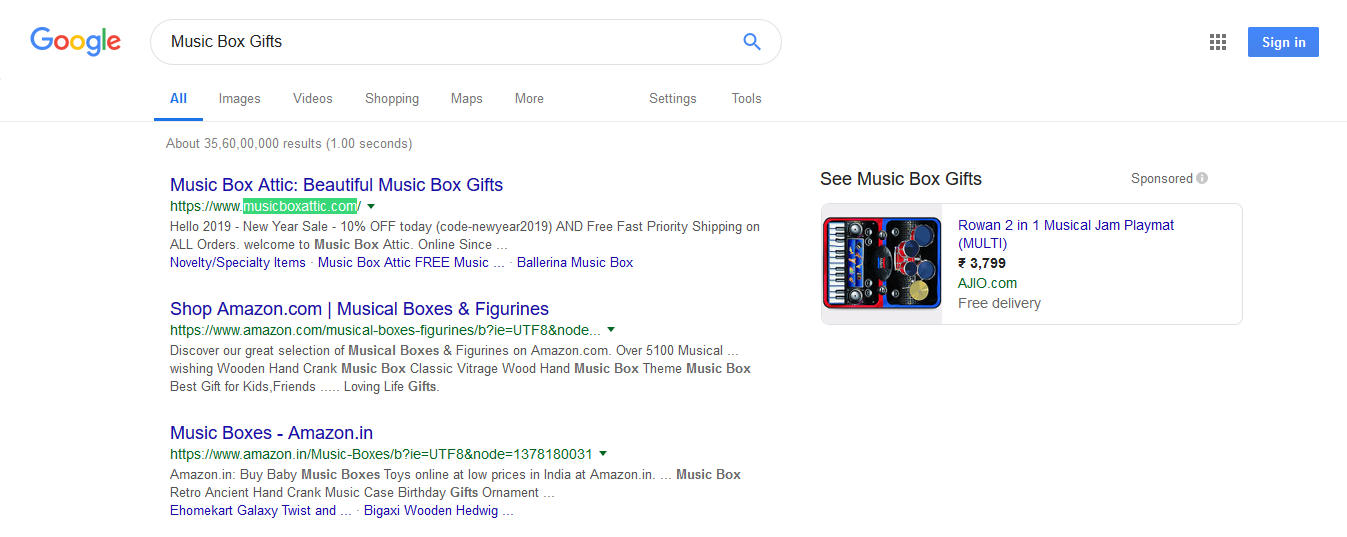 Google
Music Box Gifts
Sign in
All Images Videos Shopping Maps More Settings Tools
About 35,60,00,000 results (1.00 seconds)
Music Box Attic: Beautiful Music Box Gifts
https://www.musicboxattic.com/
Hello 2019 - New Year Sale - 10% OFF today (code-newyear2019) AND Free Fast Priority Shipping on
ALL Orders. welcome to Music Box Attic. Online Since ...
Novelty/Specialty Items · Music Box Attic FREE Music ... · Ballerina Music Box
Shop Amazon.com | Musical Boxes & Figurines
https://www.amazon.com/musical-boxes-figurines/b?ie=UTF8&node...
Discover our great selection of Musical Boxes & Figurines on Amazon.com. Over 5100 Musical ...
wishing Wooden Hand Crank Music Box Classic Vitrage Wood Hand Music Box Theme Music Box
Best Gift for Kids,Friends ..... Loving Life Gifts.
Music Boxes - Amazon.in
https://www.amazon.in/Music-Boxes/b?ie=UTF8&node=1378180031
Amazon.in: Buy Baby Music Boxes Toys online at low prices in India at Amazon.in. ... Music Box
Retro Ancient Hand Crank Music Case Birthday Gifts Ornament ...
Ehomekart Galaxy Twist and ... · Bigaxi Wooden Hedwig ...
See Music Box Gifts
Sponsored
Rowan 2 in 1 Musical Jam Playmat
(MULTI)
₹ 3,799
AJIO.com
Free delivery